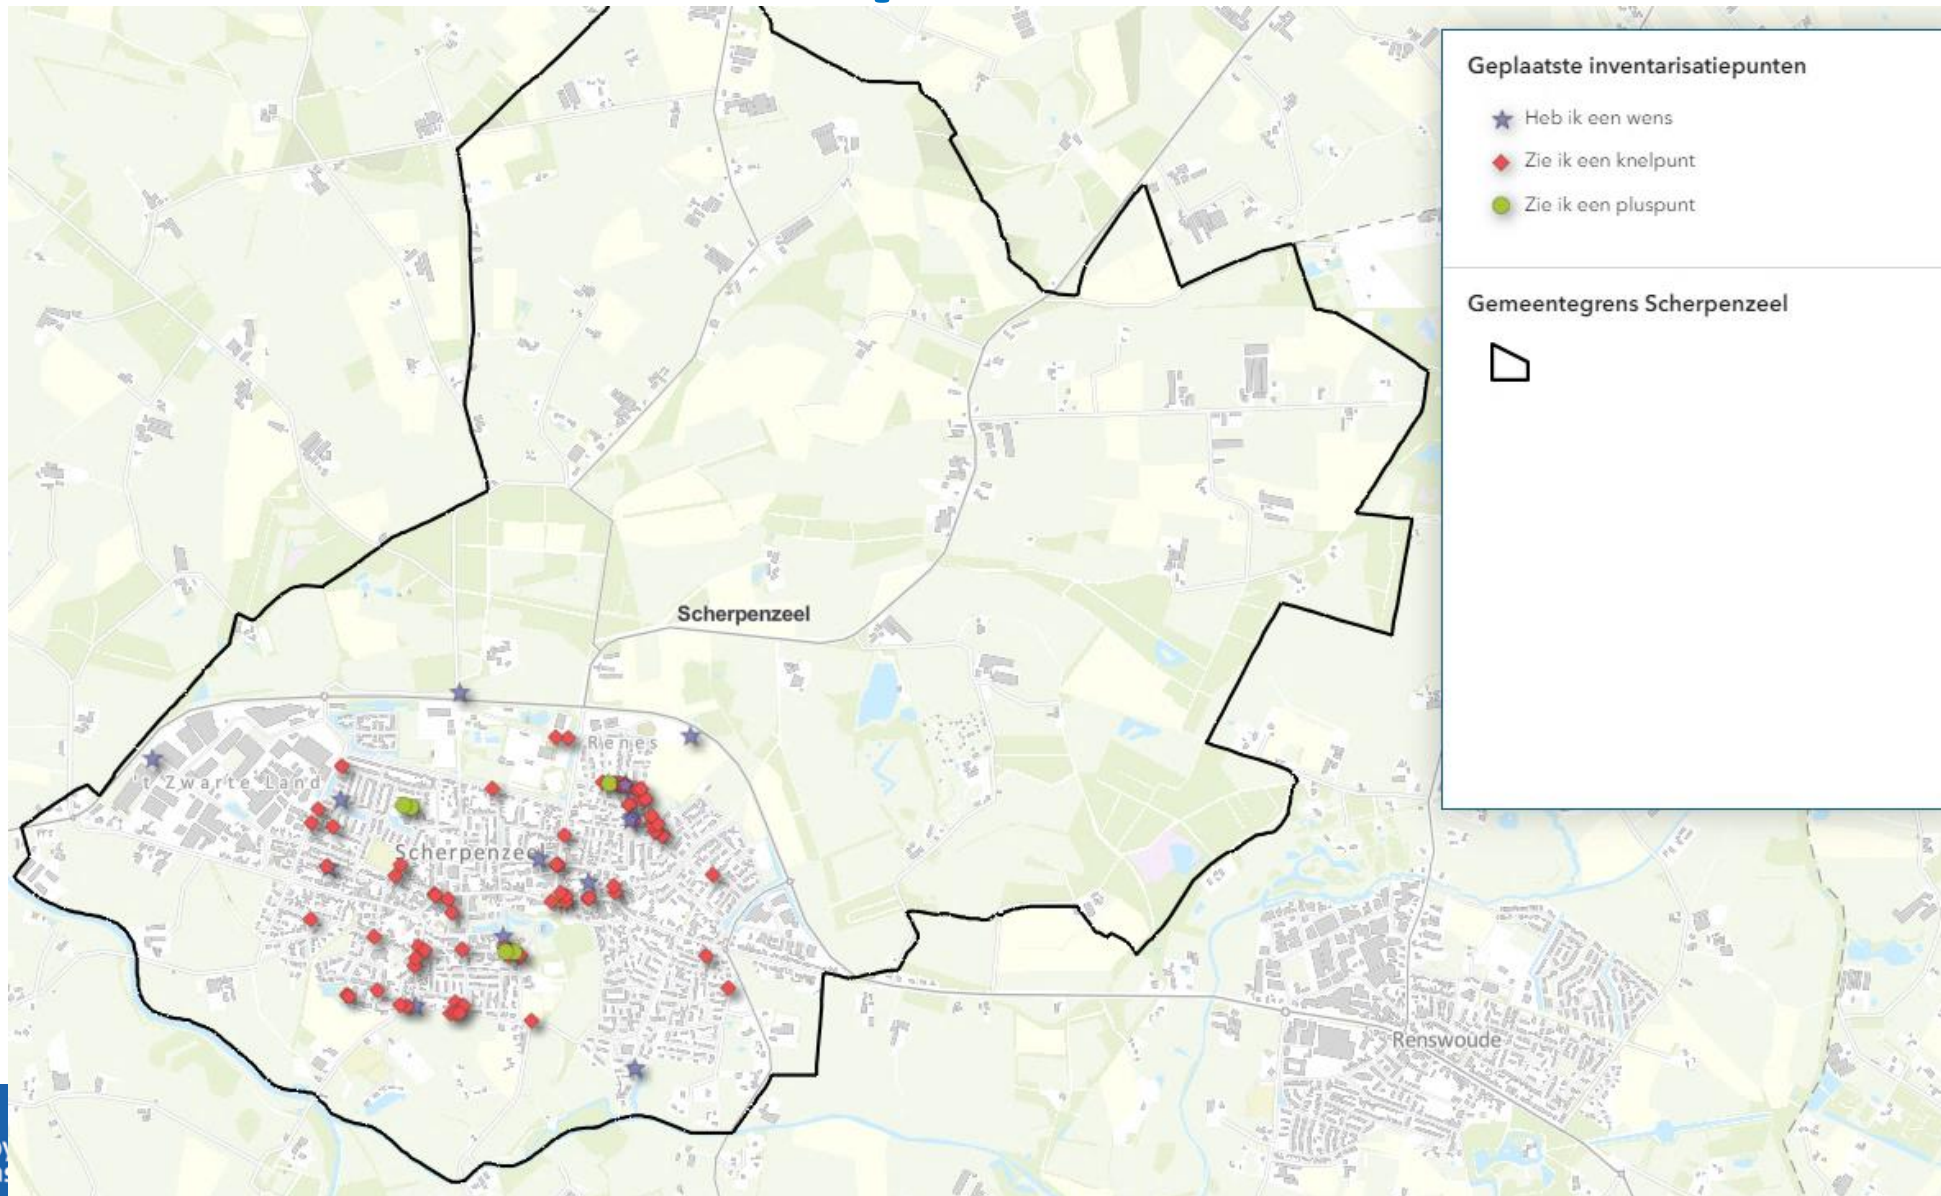 Geplaatste inventarisatiepunten
Heb ik een wens
Zie ik een knelpunt
Zie ik een pluspunt
Gemeentegrens Scherpenzeel
Scherpenzeel
Renes
't Zwarte Land
Scherpenzeel
Renswoude